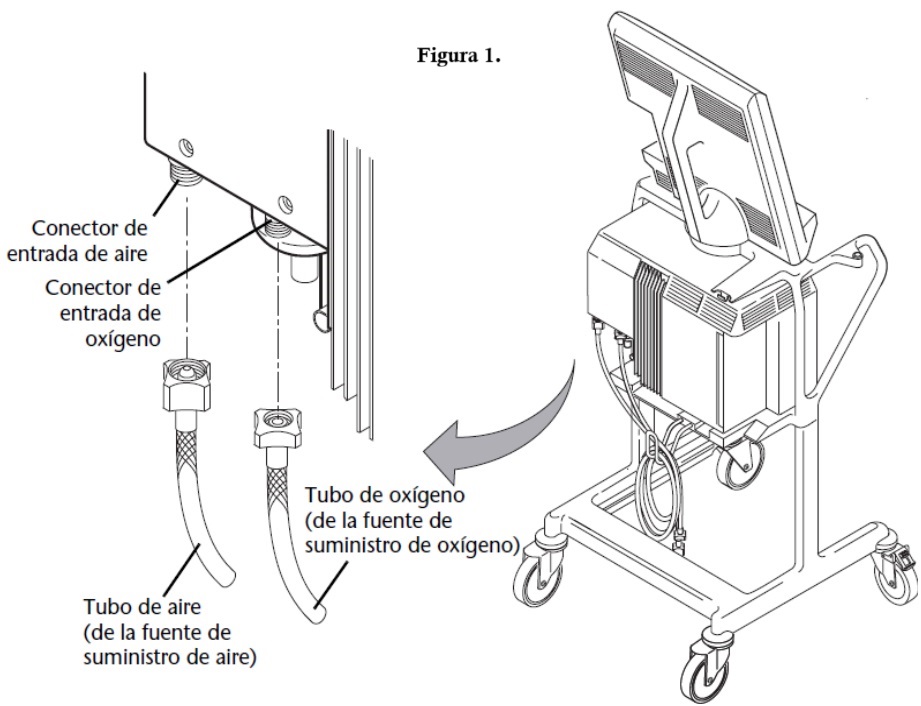 Figura 1.
Conector de
entrada de aire
Conector de
entrada de
oxígeno
Tubo de oxígeno
(de la fuente de
suministro de oxígeno)
Tubo de aire
(de la fuente de
suministro de aire)